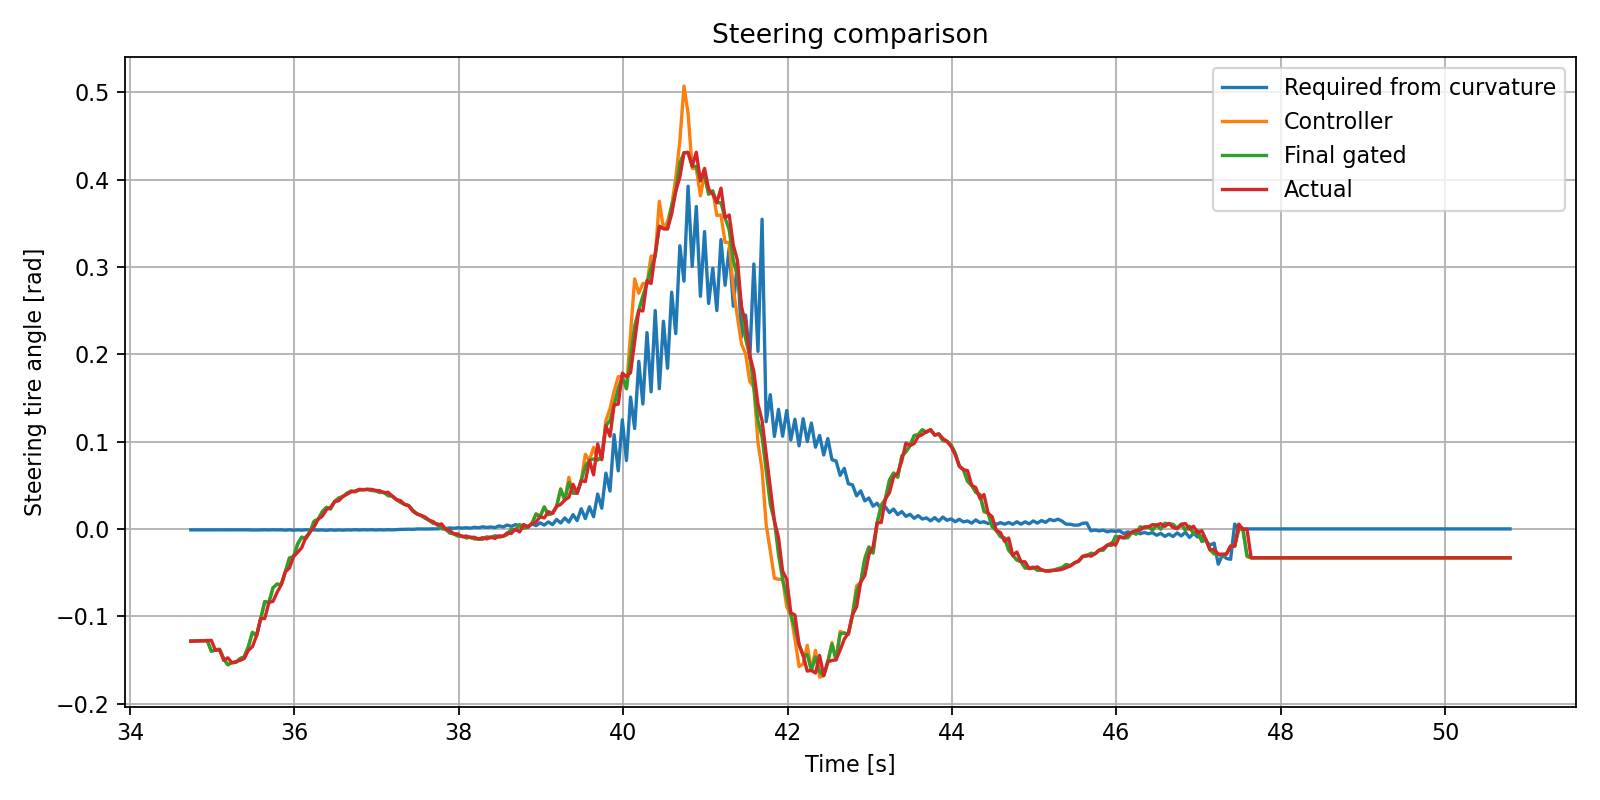 Steering comparison
Required from curvature
Controller
Final gated
Actual
Steering tire angle [rad]
0.5
0.4
0.3
0.2
0.1
0.0
−0.1
−0.2
34 36 38 40 42 44 46 48 50
Time [s]